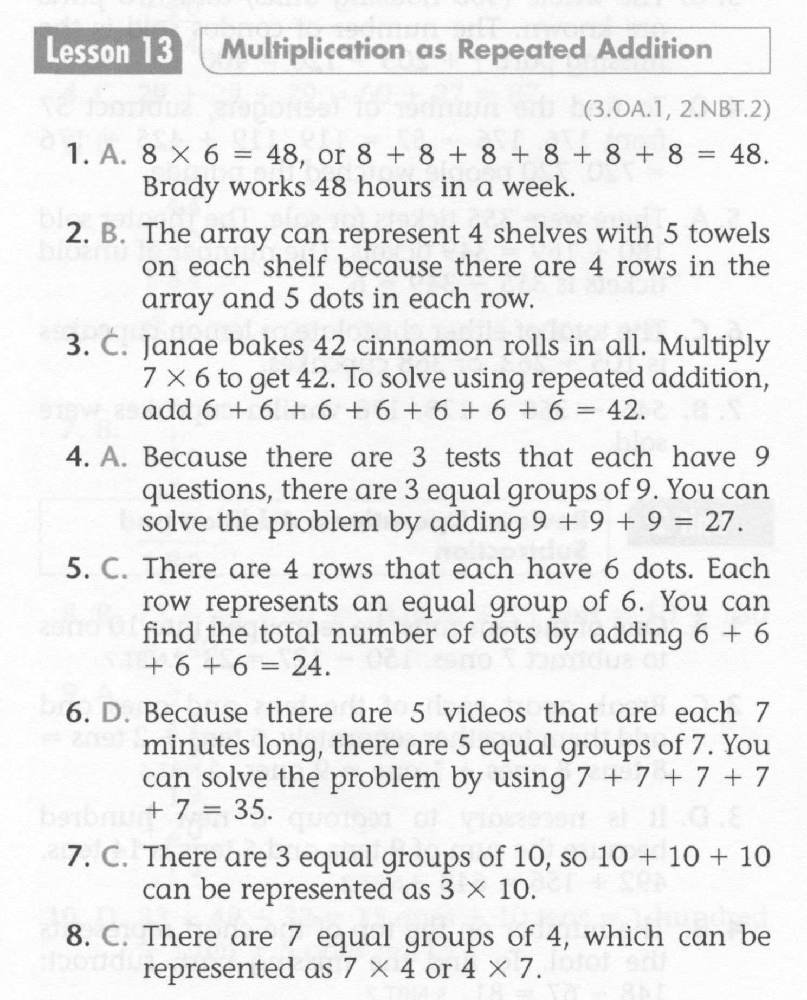 Lesson 13 Multiplication as Repeated Addition
(3.OA.1, 2.NBT.2)
1. A. 8 × 6 = 48, or 8 + 8 + 8 + 8 + 8 + 8 = 48.
Brady works 48 hours in a week.
2. B. The array can represent 4 shelves with 5 towels
on each shelf because there are 4 rows in the
array and 5 dots in each row.
3. C. Janae bakes 42 cinnamon rolls in all. Multiply
7 × 6 to get 42. To solve using repeated addition,
add 6 + 6 + 6 + 6 + 6 + 6 + 6 = 42.
4. A. Because there are 3 tests that each have 9
questions, there are 3 equal groups of 9. You can
solve the problem by adding 9 + 9 + 9 = 27.
5. C. There are 4 rows that each have 6 dots. Each
row represents an equal group of 6. You can
find the total number of dots by adding 6 + 6
+ 6 + 6 = 24.
6. D. Because there are 5 videos that are each 7
minutes long, there are 5 equal groups of 7. You
can solve the problem by using 7 + 7 + 7 + 7
+ 7 = 35.
7. C. There are 3 equal groups of 10, so 10 + 10 + 10
can be represented as 3 × 10.
8. C. There are 7 equal groups of 4, which can be
represented as 7 × 4 or 4 × 7.